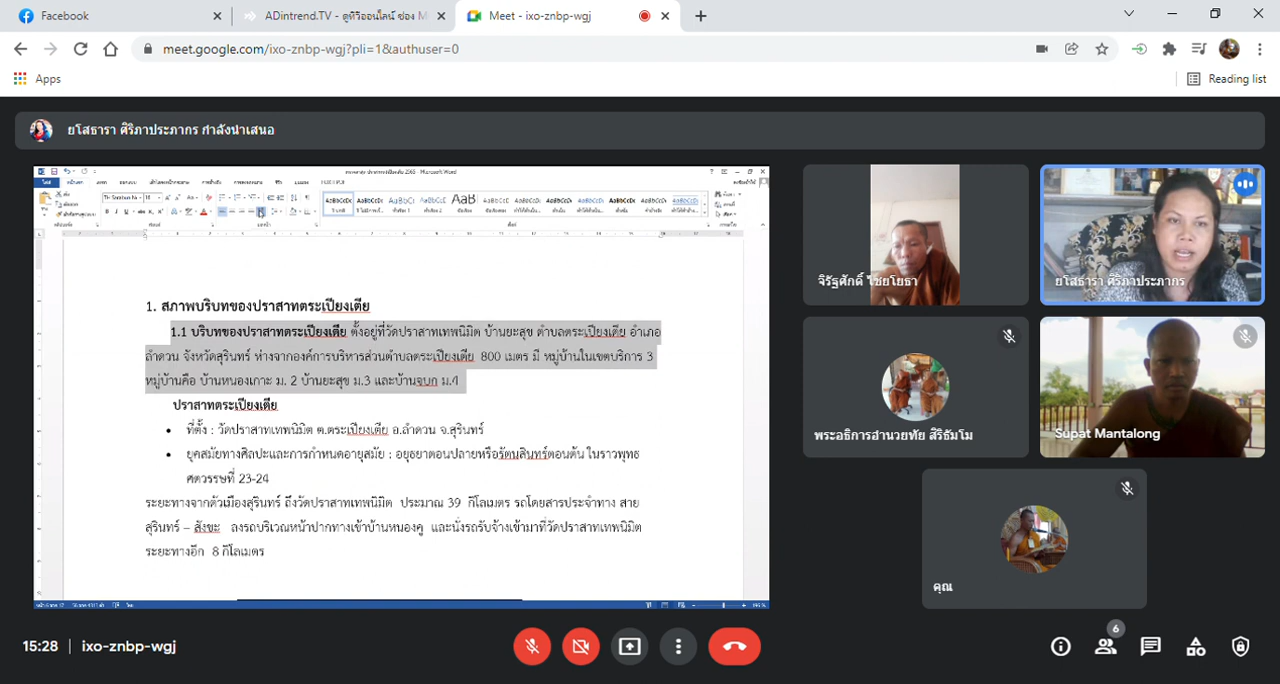 Facebook
ADintrend.TV - ดูทีวีออนไลน์ ช่อง M
Meet - ixo-znbp-wgj
meet.google.com/ixo-znbp-wgj?pli=1&authuser=0
Apps
Reading list
ยโสธารา ศิริภาประภากร กำลังนำเสนอ
1. สภาพบริบทของปราสาทตระเปียงเตีย
1.1 บริบทของปราสาทตระเปียงเตีย ตั้งอยู่ที่วัดปราสาทเทพนิมิต บ้านยะสุข ตำบลตระเปียงเตีย อำเภอ
ลำดวน จังหวัดสุรินทร์ ห่างจากองค์การบริหารส่วนตำบลตระเปียงเตีย 800 เมตร มี หมู่บ้านในเขตบริการ 3
หมู่บ้านคือ บ้านหนองเกาะ ม. 2 บ้านยะสุข ม.3 และบ้านจบก ม.4
ปราสาทตระเปียงเตีย
• ที่ตั้ง : วัดปราสาทเทพนิมิต ต.ตระเปียงเตีย อ.ลำดวน จ.สุรินทร์
• ยุคสมัยทางศิลปะและการกำหนดอายุสมัย : อยุธยาตอนปลายหรือรัตนสินทร์ตอนต้น ในราวพุทธ
ศตวรรษที่ 23-24
ระยะทางจากตัวเมืองสุรินทร์ ถึงวัดปราสาทเทพนิมิต ประมาณ 39 กิโลเมตร รถโดยสารประจำทาง สาย
สุรินทร์ – สังขะ ลงรถบริเวณหน้าปากทางเข้าบ้านหนองคู และนั่งรถรับจ้างเข้ามาที่วัดปราสาทเทพนิมิต
ระยะทางอีก 8 กิโลเมตร
จิรัฐศักดิ์ ไชยโยธา
ยโสธารา ศิริภาประภากร
พระอธิการอำนวยทัย สิริธัมโม
Supat Mantalong
คุณ
15:28 | ixo-znbp-wgj
6